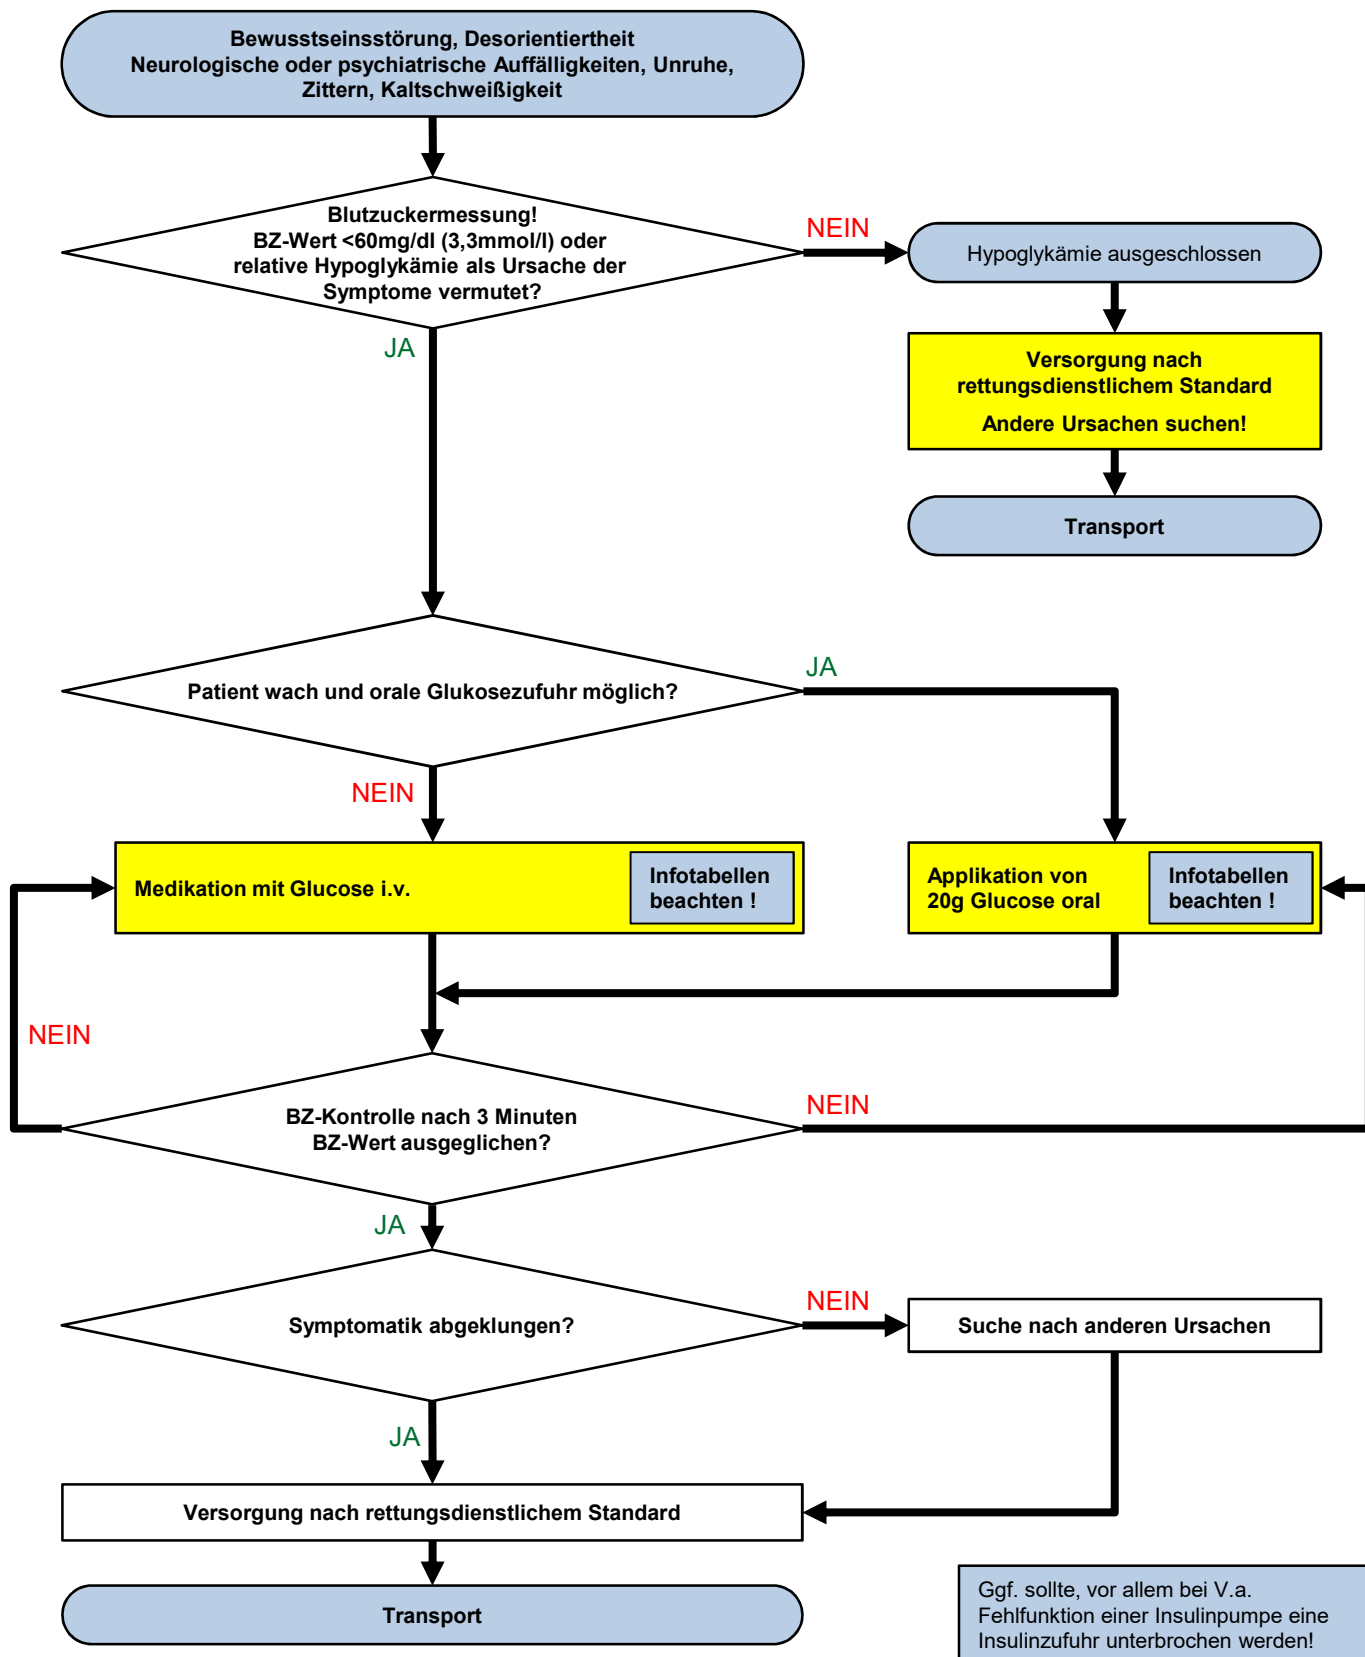 Bewusstseinsstörung, Desorientiertheit
Neurologische oder psychiatrische Auffälligkeiten, Unruhe,
Zittern, Kaltschweißigkeit
Blutzuckermessung!
BZ-Wert <60mg/dl (3,3mmol/l) oder
relative Hypoglykämie als Ursache der
Symptome vermutet?
NEIN
Hypoglykämie ausgeschlossen
JA
Versorgung nach
rettungsdienstlichem Standard
Andere Ursachen suchen!
Transport
Patient wach und orale Glukosezufuhr möglich?
JA
NEIN
Medikation mit Glucose i.v.
Infotabellen
beachten !
Applikation von
20g Glucose oral
Infotabellen
beachten !
NEIN
BZ-Kontrolle nach 3 Minuten
BZ-Wert ausgeglichen?
NEIN
JA
Symptomatik abgeklungen?
NEIN
Suche nach anderen Ursachen
JA
Versorgung nach rettungsdienstlichem Standard
Transport
Ggf. sollte, vor allem bei V.a.
Fehlfunktion einer Insulinpumpe eine
Insulinzufuhr unterbrochen werden!